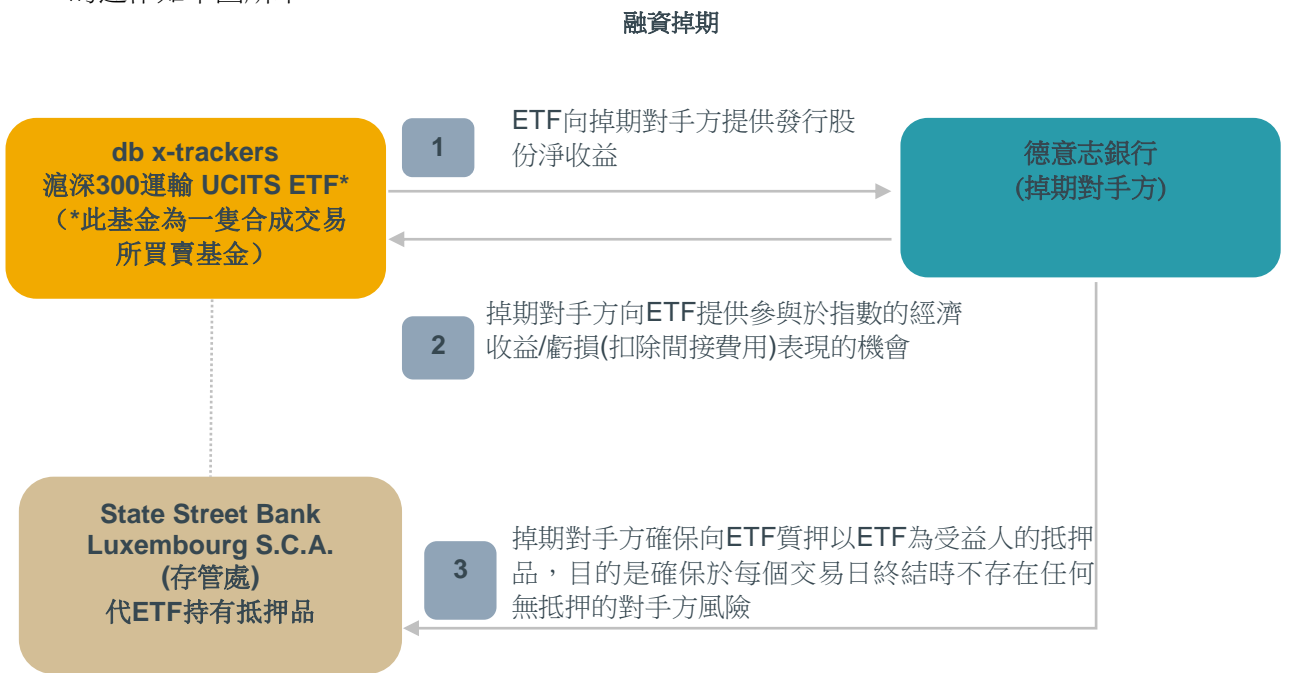 融資掉期
db x-trackers
滬深300運輸 UCITS ETF*
（*此基金為一隻合成交易
所買賣基金）
1
ETF向掉期對手方提供發行股
份淨收益
德意志銀行
(掉期對手方)
2
掉期對手方向ETF提供參與於指數的經濟
收益/虧損(扣除間接費用)表現的機會
State Street Bank
Luxembourg S.C.A.
(存管處)
代ETF持有抵押品
3
掉期對手方確保向ETF質押以ETF為受益人的抵押
品，目的是確保於每個交易日終結時不存在任何
無抵押的對手方風險